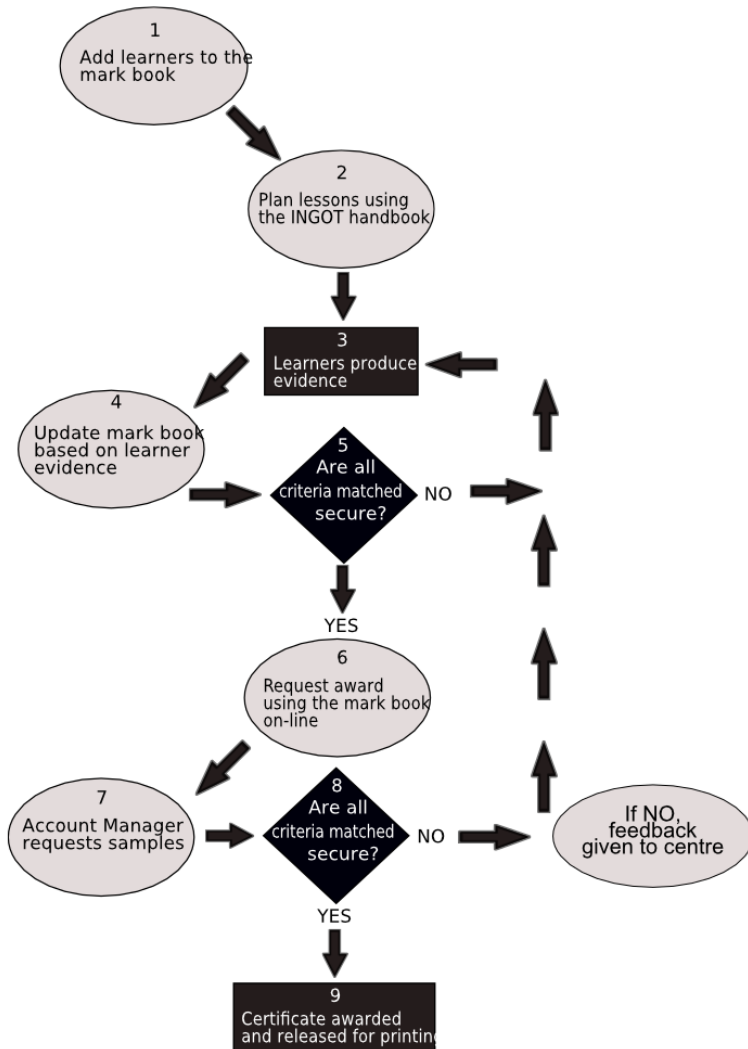 1
Add learners to the
mark book
2
Plan lessons using
the INGOT handbook
3
Learners produce
evidence
4
Update mark book
based on learner
evidence
5
Are all
criteria matched
secure?
NO
YES
6
Request award
using the mark book
on-line
7
Account Manager
requests samples
8
Are all
criteria matched
secure?
NO
If NO,
feedback
given to centre
YES
9
Certificate awarded
and released for printing